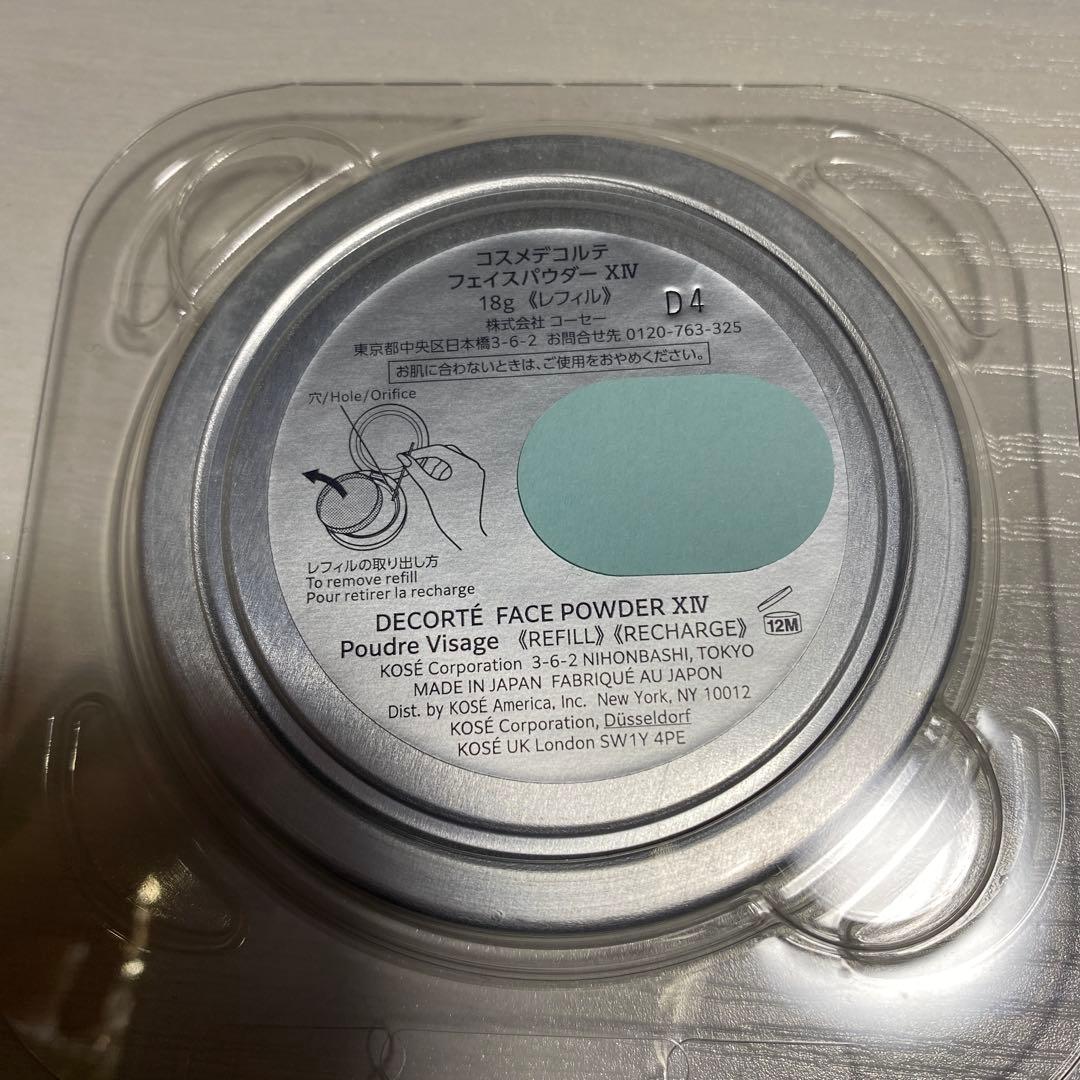 コスメデコルテ
フェイスパウダー XIV
18g 《レフィル》
D4
株式会社 コーセー
東京都中央区日本橋3-6-2 お問合せ先 0120-763-325
お肌に合わないときは、ご使用をおやめください。
穴/Hole/Orifice
レフィルの取り出し方
To remove refill
Pour retirer la recharge
DECORTÉ FACE POWDER XIV
Poudre Visage 《REFILL》《RECHARGE》
12M
KOSÉ Corporation 3-6-2 NIHONBASHI, TOKYO
MADE IN JAPAN FABRIQUÉ AU JAPON
Dist. by KOSÉ America, Inc. New York, NY 10012
KOSÉ Corporation, Düsseldorf
KOSÉ UK London SW1Y 4PE